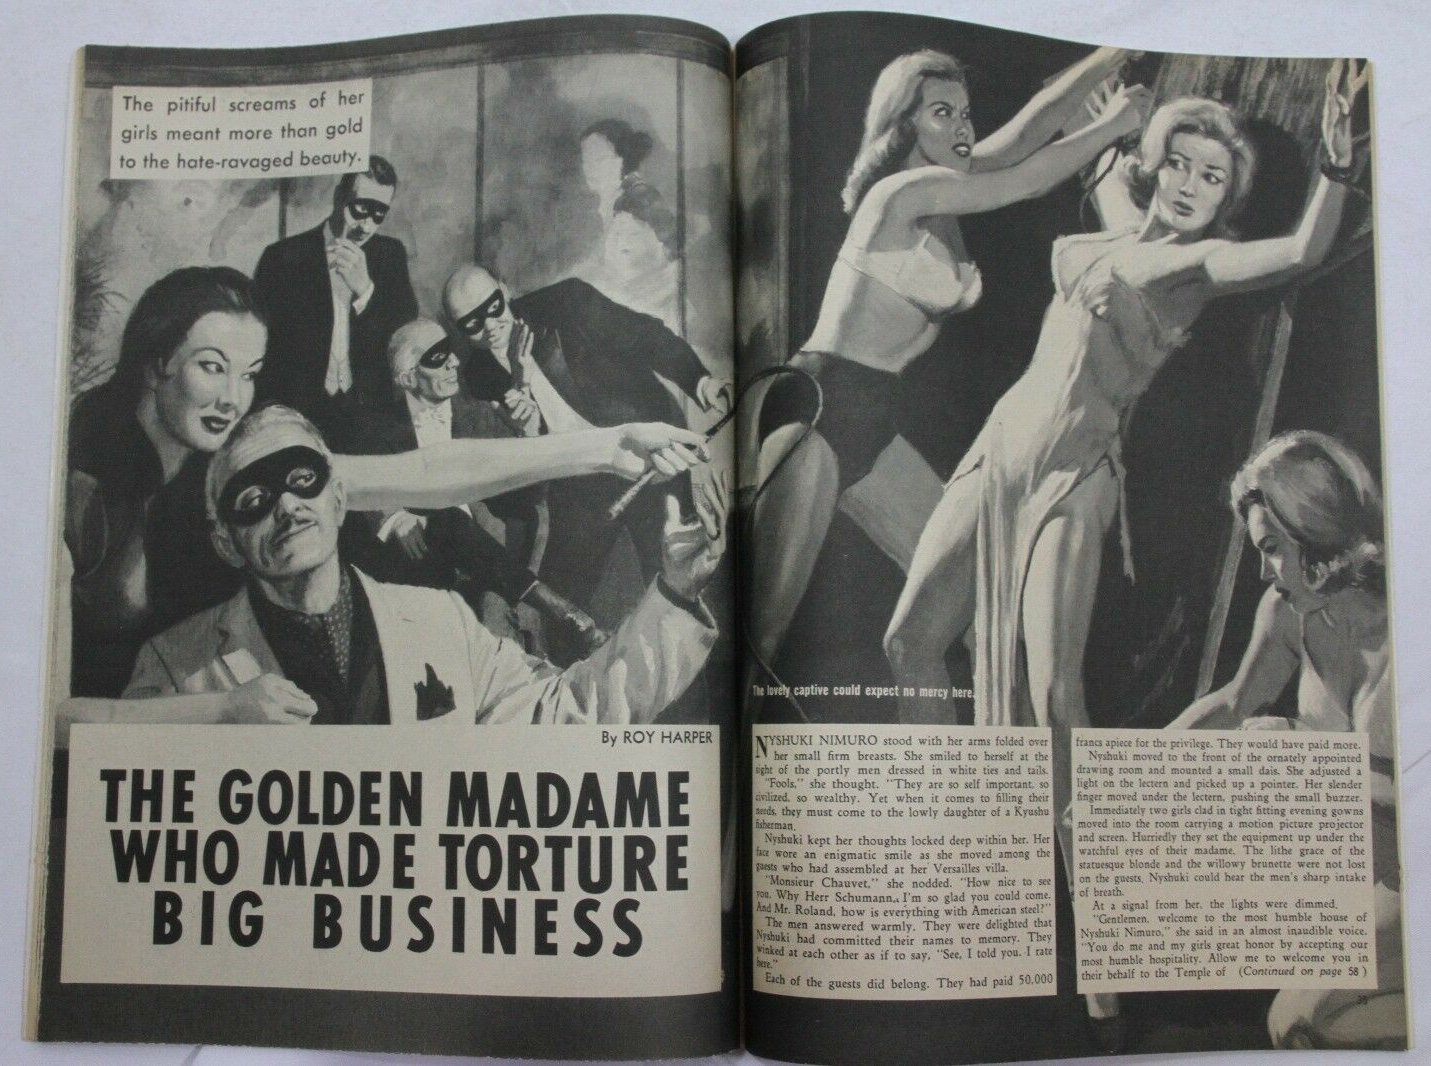 The pitiful screams of her
girls meant more than gold
to the hate-ravaged beauty.
By ROY HARPER
THE GOLDEN MADAME
WHO MADE TORTURE
BIG BUSINESS
The lovely captive could expect no mercy here.
NYSHUKI NIMURO stood with her arms folded over
her small firm breasts. She smiled to herself at the
sight of the portly men dressed in white ties and tails.
"Fools," she thought. "They are so self important, so
civilized, so wealthy. Yet when it comes to filling their
needs, they must come to the lowly daughter of a Kyushu
fisherman.
Nyshuki kept her thoughts locked deep within her. Her
face wore an enigmatic smile as she moved among the
guests who had assembled at her Versailles villa.
"Monsieur Chauvet," she nodded. "How nice to see
you. Why Herr Schumann, I'm so glad you could come.
And Mr. Roland, how is everything with American steel?"
The men answered warmly. They were delighted that
Nyshuki had committed their names to memory. They
winked at each other as if to say, "See, I told you. I rate
here."
Each of the guests did belong. They had paid 50,000
francs apiece for the privilege. They would have paid more.
Nyshuki moved to the front of the ornately appointed
drawing room and mounted a small dais. She adjusted a
light on the lectern and picked up a pointer. Her slender
finger moved under the lectern, pushing the small buzzer.
Immediately two girls clad in tight fitting evening gowns
moved into the room carrying a motion picture projector
and screen. Hurriedly they set the equipment up under the
watchful eyes of their madame. The lithe grace of the
statuesque blonde and the willowy brunette were not lost
on the guests. Nyshuki could hear the men's sharp intake
of breath.
At a signal from her, the lights were dimmed.
"Gentlemen, welcome to the most humble house of
Nyshuki Nimuro," she said in an almost inaudible voice.
"You do me and my girls great honor by accepting our
most humble hospitality. Allow me to welcome you in
their behalf to the Temple of (Continued on page 58)